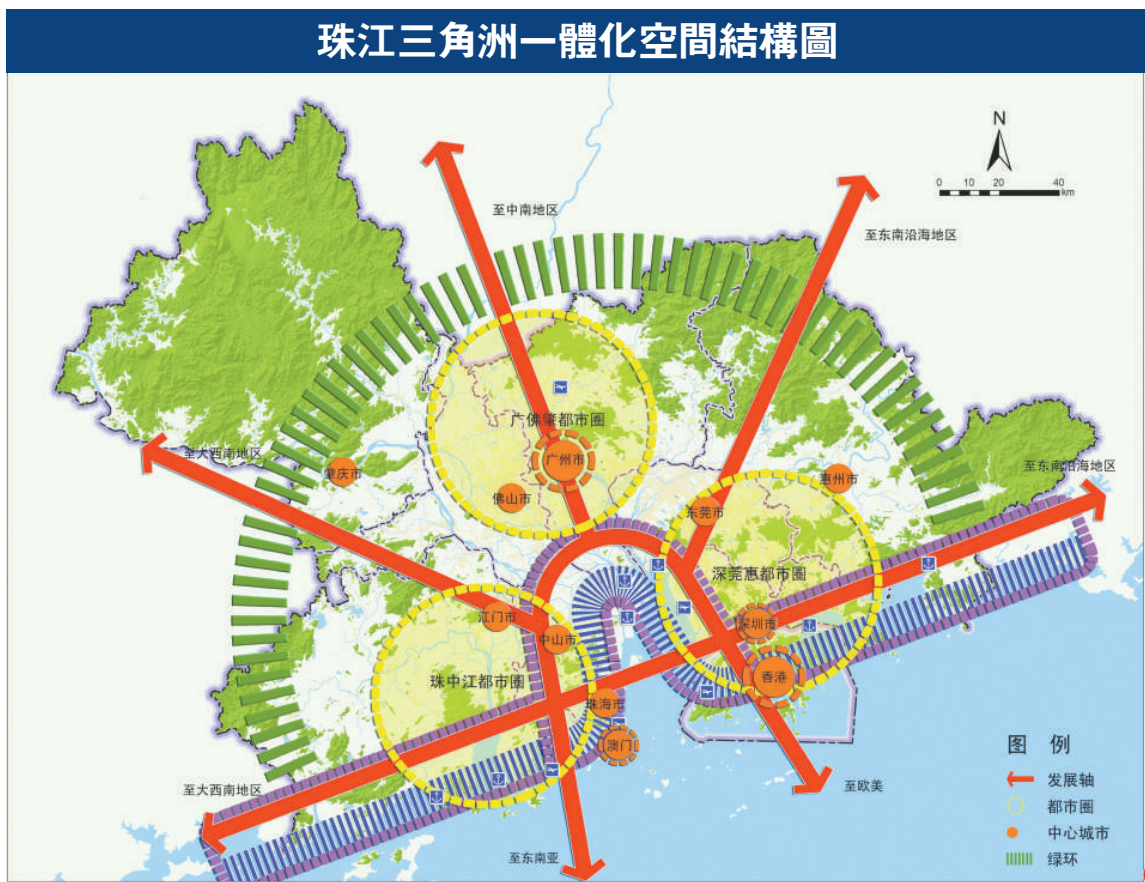 珠江三角洲一體化空間結構圖
N
0 10 20 40
km
至中南地区
至东南沿海地区
广佛肇都市圈
至大西南地区
广州市
肇庆市
惠州市
至东南沿海地区
佛山市
东莞市
深莞惠都市圈
江门市
深圳市
中山市
珠中江都市圈
香港
珠海市
澳门
至大西南地区
至欧美
至东南亚
图 例
发展轴
都市圈
中心城市
绿环